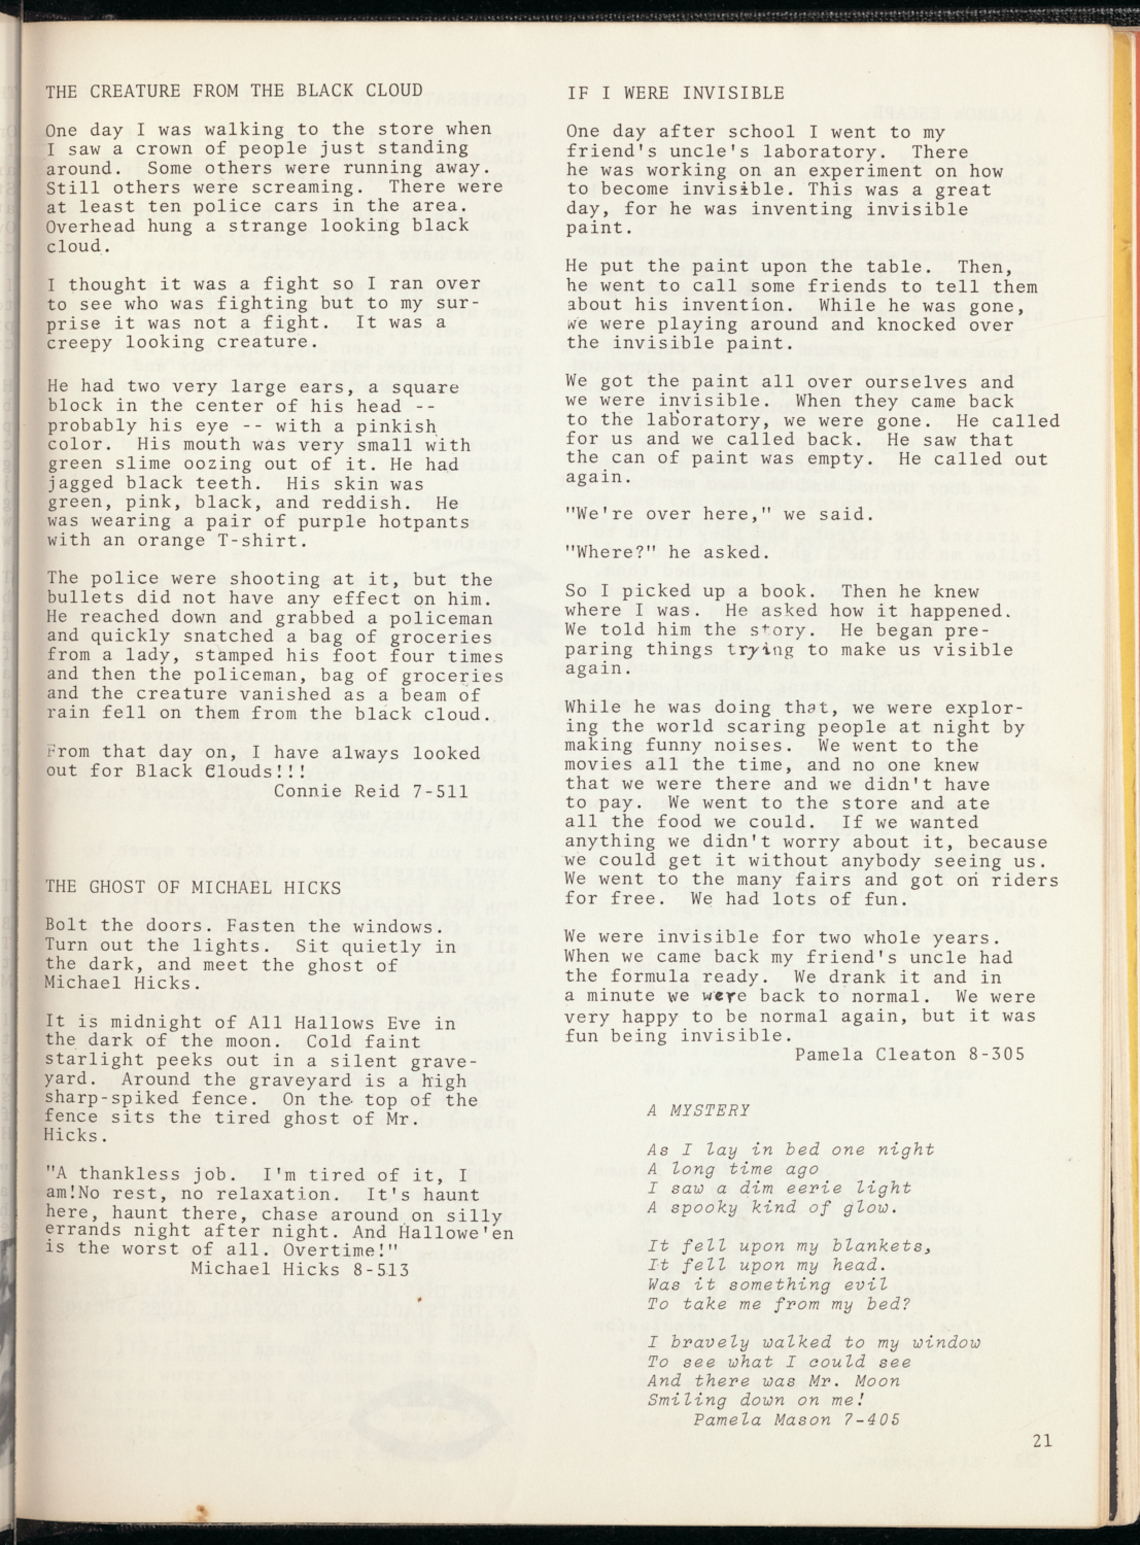 THE CREATURE FROM THE BLACK CLOUD
One day I was walking to the store when
I saw a crown of people just standing
around. Some others were running away.
Still others were screaming. There were
at least ten police cars in the area.
Overhead hung a strange looking black
cloud.
I thought it was a fight so I ran over
to see who was fighting but to my sur-
prise it was not a fight. It was a
creepy looking creature.
He had two very large ears, a square
block in the center of his head --
probably his eye -- with a pinkish
color. His mouth was very small with
green slime oozing out of it. He had
jagged black teeth. His skin was
green, pink, black, and reddish. He
was wearing a pair of purple hotpants
with an orange T-shirt.
The police were shooting at it, but the
bullets did not have any effect on him.
He reached down and grabbed a policeman
and quickly snatched a bag of groceries
from a lady, stamped his foot four times
and then the policeman, bag of groceries
and the creature vanished as a beam of
rain fell on them from the black cloud.
From that day on, I have always looked
out for Black Clouds!!!
Connie Reid 7-511
THE GHOST OF MICHAEL HICKS
Bolt the doors. Fasten the windows.
Turn out the lights. Sit quietly in
the dark, and meet the ghost of
Michael Hicks.
It is midnight of All Hallows Eve in
the dark of the moon. Cold faint
starlight peeks out in a silent grave-
yard. Around the graveyard is a high
sharp-spiked fence. On the top of the
fence sits the tired ghost of Mr.
Hicks.
"A thankless job. I'm tired of it, I
am!No rest, no relaxation. It's haunt
here, haunt there, chase around on silly
errands night after night. And Hallowe'en
is the worst of all. Overtime!"
Michael Hicks 8-513
IF I WERE INVISIBLE
One day after school I went to my
friend's uncle's laboratory. There
he was working on an experiment on how
to become invisible. This was a great
day, for he was inventing invisible
paint.
He put the paint upon the table. Then,
he went to call some friends to tell them
about his invention. While he was gone,
we were playing around and knocked over
the invisible paint.
We got the paint all over ourselves and
we were invisible. When they came back
to the laboratory, we were gone. He called
for us and we called back. He saw that
the can of paint was empty. He called out
again.
"We're over here," we said.
"Where?" he asked.
So I picked up a book. Then he knew
where I was. He asked how it happened.
We told him the story. He began pre-
paring things trying to make us visible
again.
While he was doing that, we were explor-
ing the world scaring people at night by
making funny noises. We went to the
movies all the time, and no one knew
that we were there and we didn't have
to pay. We went to the store and ate
all the food we could. If we wanted
anything we didn't worry about it, because
we could get it without anybody seeing us.
We went to the many fairs and got on riders
for free. We had lots of fun.
We were invisible for two whole years.
When we came back my friend's uncle had
the formula ready. We drank it and in
a minute we were back to normal. We were
very happy to be normal again, but it was
fun being invisible.
Pamela Cleaton 8-305
A MYSTERY
As I lay in bed one night
A long time ago
I saw a dim eerie light
A spooky kind of glow.
It fell upon my blankets,
It fell upon my head.
Was it something evil
To take me from my bed?
I bravely walked to my window
To see what I could see
And there was Mr. Moon
Smiling down on me!
Pamela Mason 7-405
21